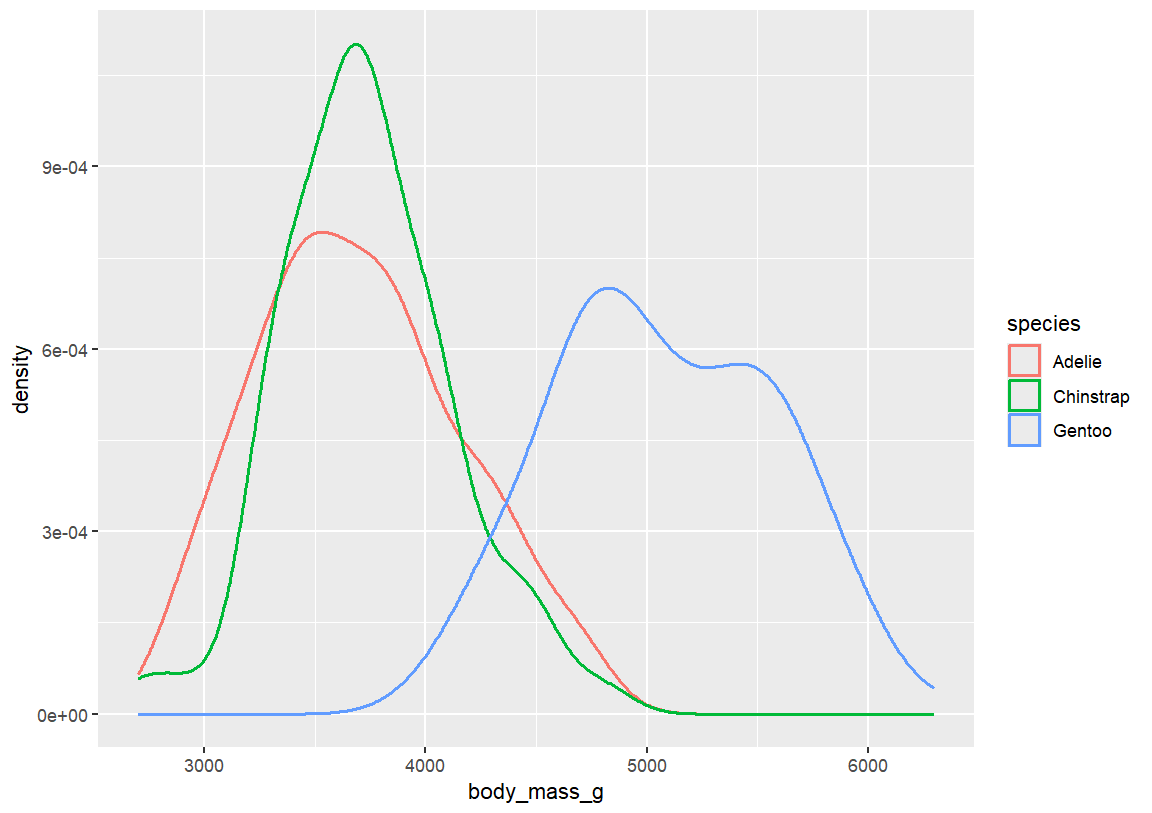 density
9e-04
6e-04
3e-04
0e+00
3000 4000 5000 6000
body_mass_g
species
Adelie
Chinstrap
Gentoo